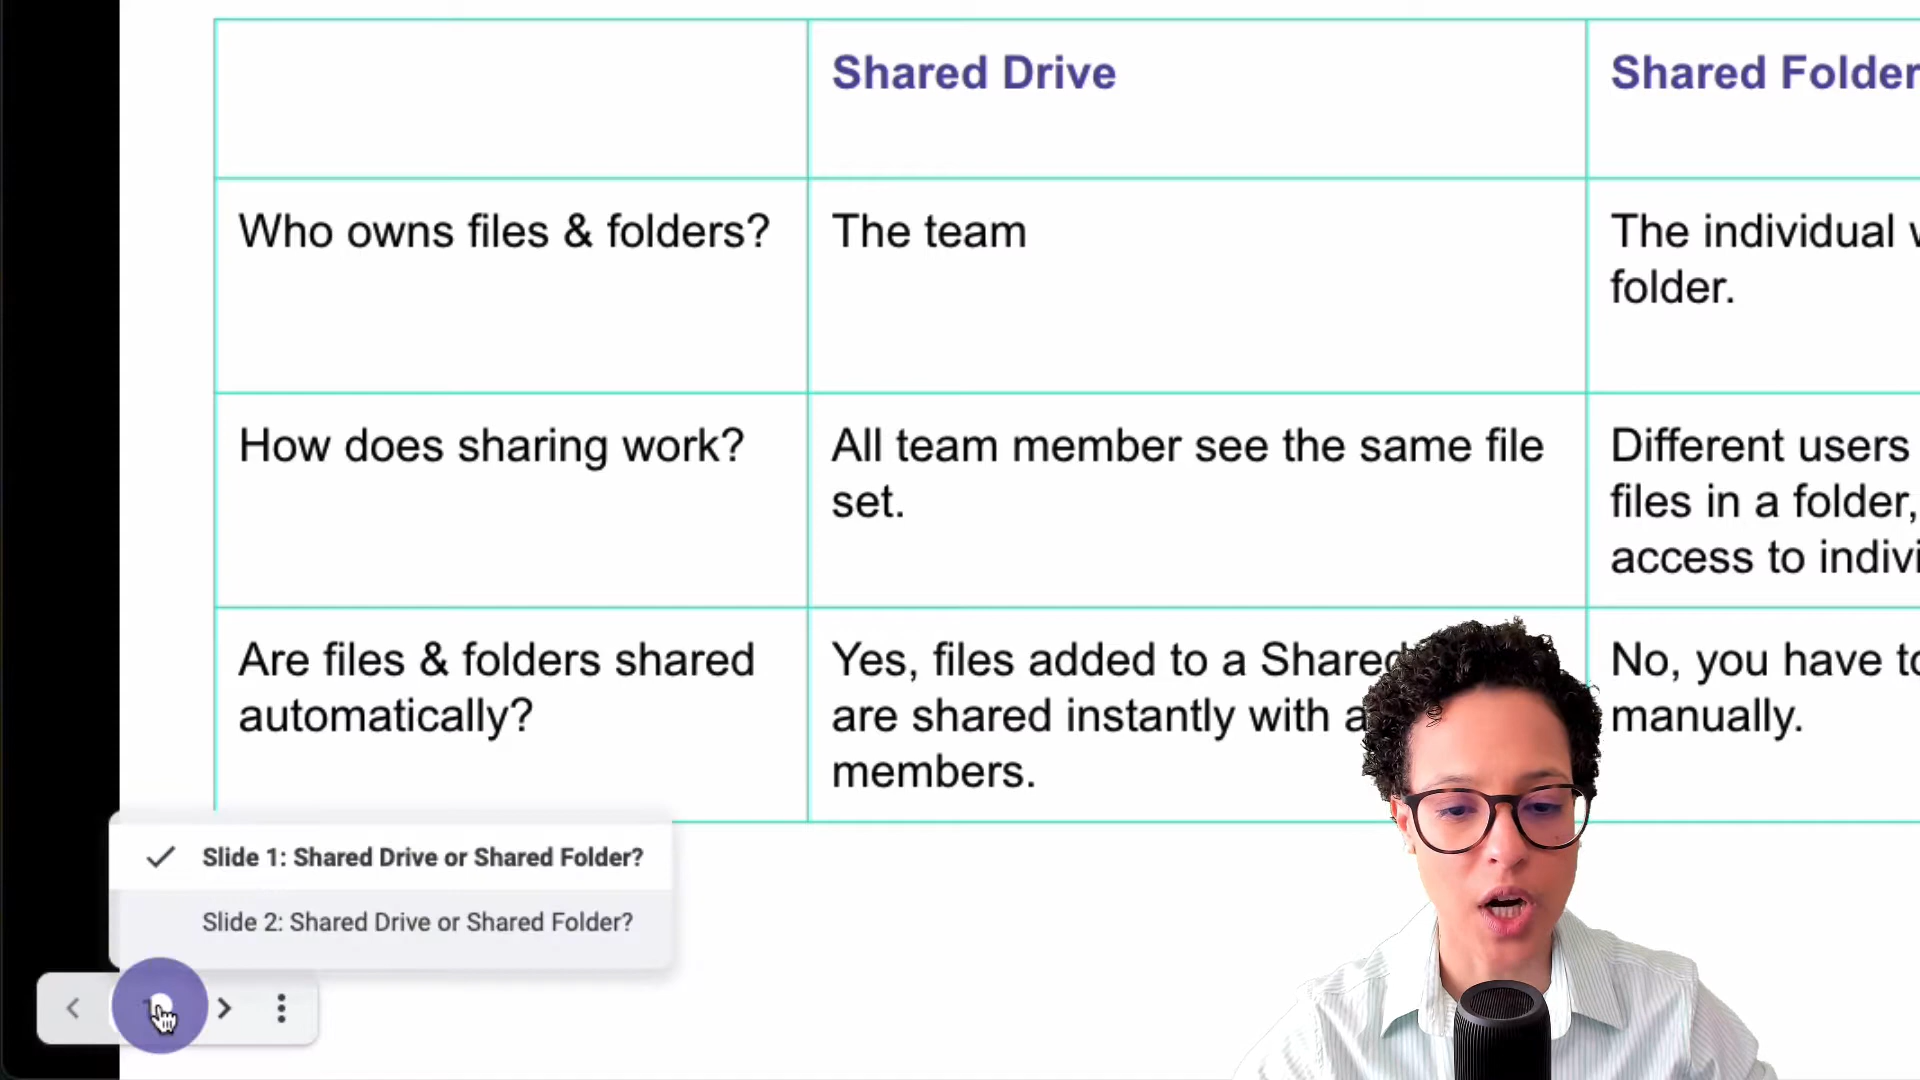 Shared Drive
Shared Folder
Who owns files & folders?
The team
The individual
folder.
How does sharing work?
All team member see the same file
set.
Different users
files in a folder,
access to
Are files & folders shared
automatically?
Yes, files added to a Shared
are shared instantly with
members.
No, you have to
manually.
Slide 1: Shared Drive or Shared Folder?
Slide 2: Shared Drive or Shared Folder?